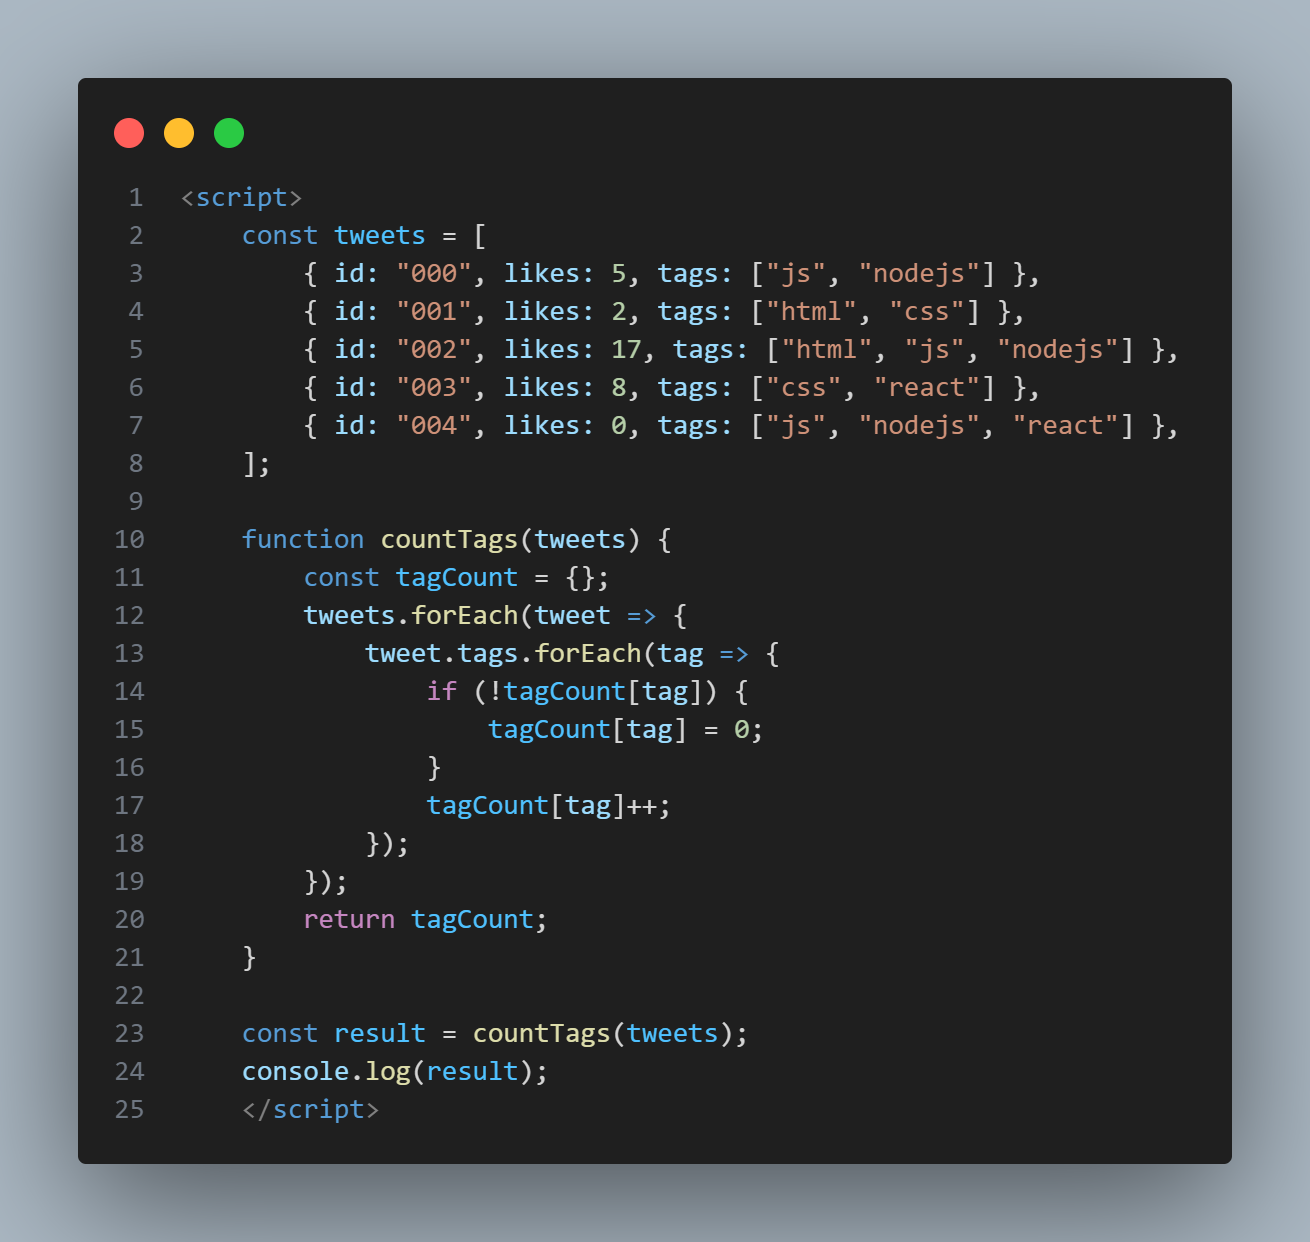 1 <script>
2     const tweets = [
3         { id: "000", likes: 5, tags: ["js", "nodejs"] },
4         { id: "001", likes: 2, tags: ["html", "css"] },
5         { id: "002", likes: 17, tags: ["html", "js", "nodejs"] },
6         { id: "003", likes: 8, tags: ["css", "react"] },
7         { id: "004", likes: 0, tags: ["js", "nodejs", "react"] },
8     ];
9
10     function countTags(tweets) {
11         const tagCount = {};
12         tweets.forEach(tweet => {
13             tweet.tags.forEach(tag => {
14                 if (!tagCount[tag]) {
15                     tagCount[tag] = 0;
16                 }
17                 tagCount[tag]++;
18             });
19         });
20         return tagCount;
21     }
22
23     const result = countTags(tweets);
24     console.log(result);
25     </script>